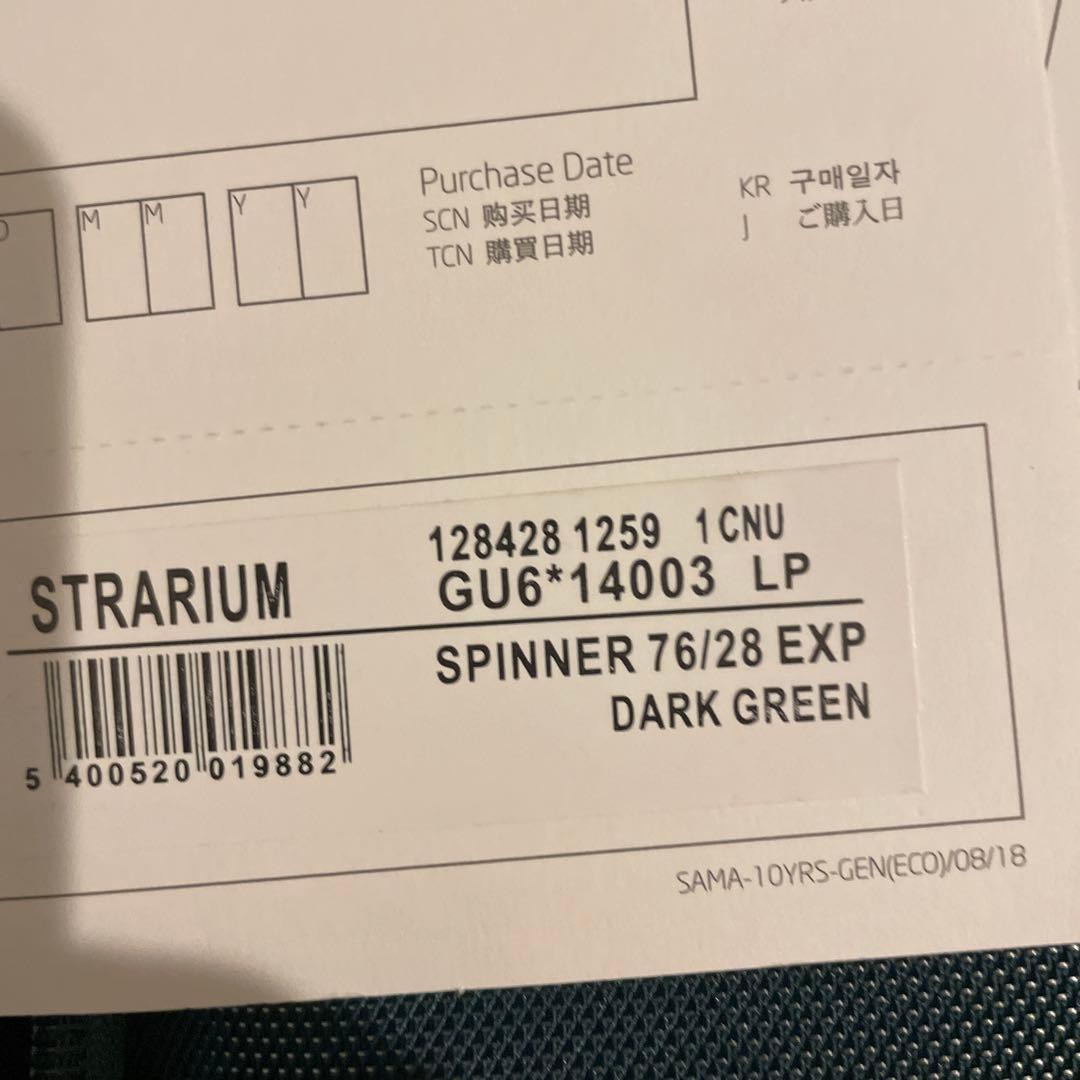 M M Y Y
Purchase Date
SCN 购买日期
TCN 購買日期
KR 구매일자
J ご購入日
STRARIUM
128428 1259 1 CNU
GU6*14003 LP
SPINNER 76/28 EXP
DARK GREEN
5 400520 019882
SAMA-10YRS-GEN(ECO)/08/18